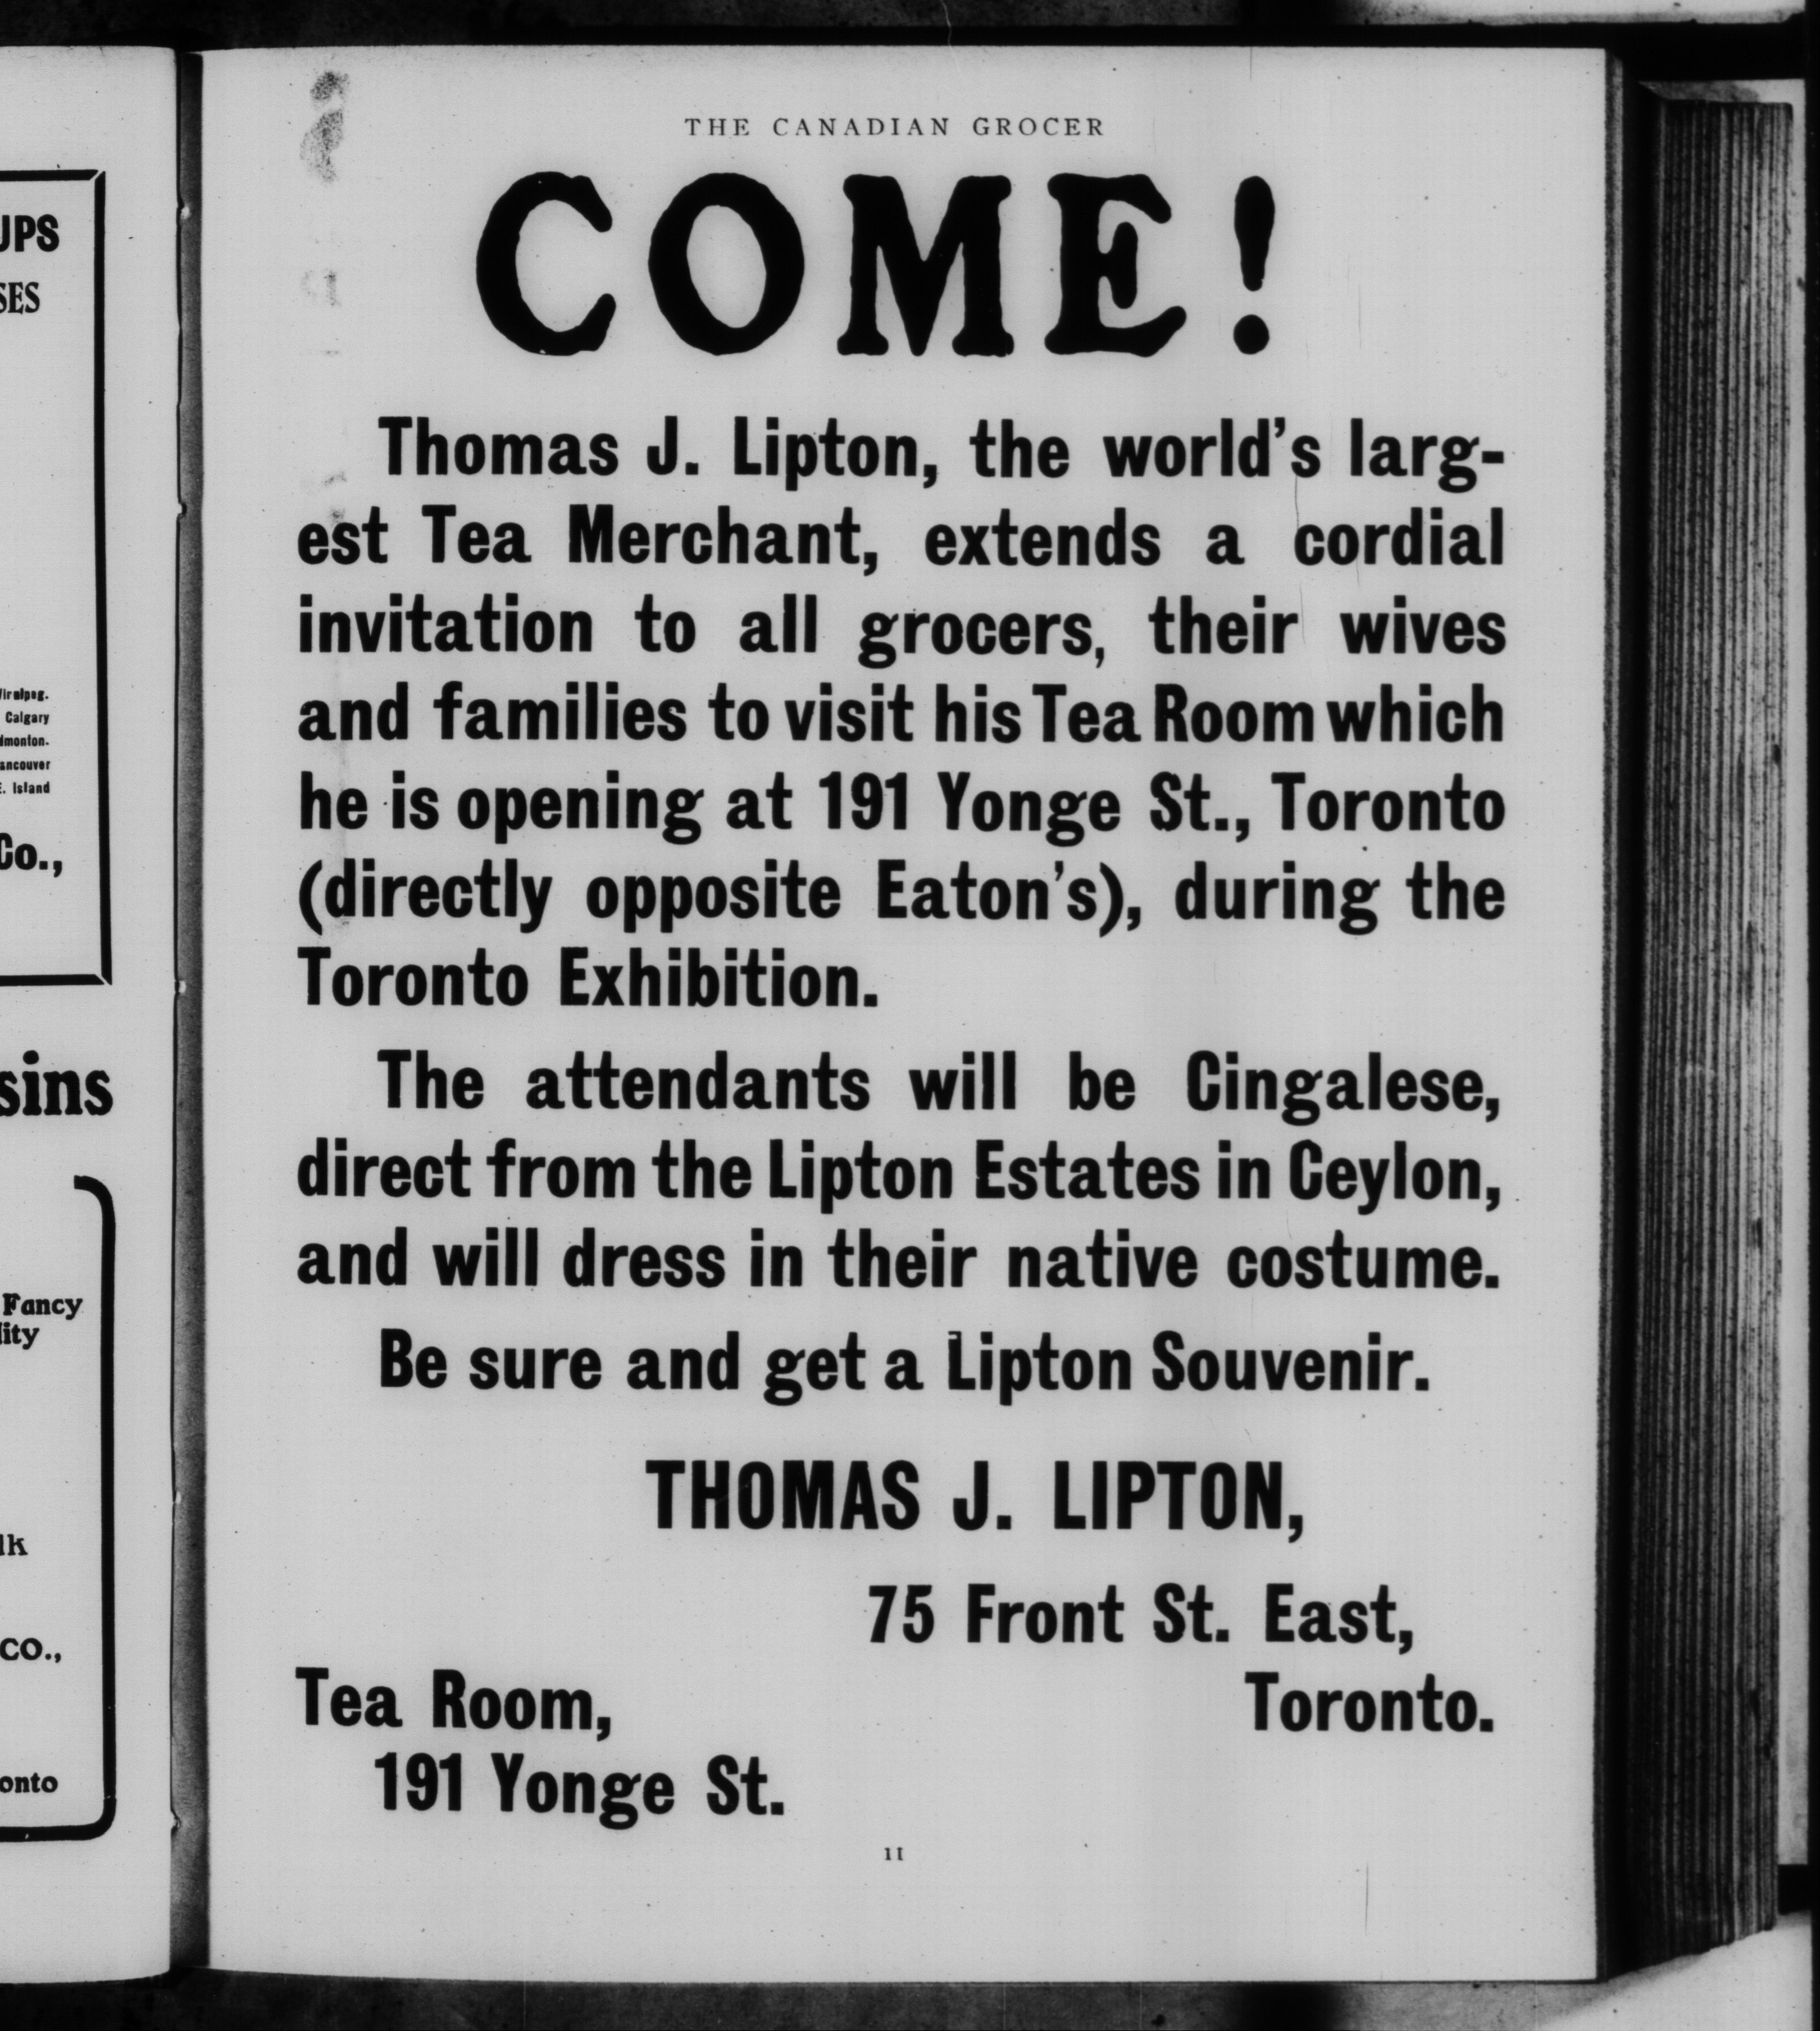 UPS
SES
Calgary
Island
Co.,
sins
Fancy
lity
lk
CO.,
onto
THE CANADIAN GROCER
COME!
Thomas J. Lipton, the world's larg-
est Tea Merchant, extends a cordial
invitation to all grocers, their wives
and families to visit his Tea Room which
he is opening at 191 Yonge St., Toronto
(directly opposite Eaton's), during the
Toronto Exhibition.
The attendants will be Cingalese,
direct from the Lipton Estates in Ceylon,
and will dress in their native costume.
Be sure and get a Lipton Souvenir.
THOMAS J. LIPTON,
75 Front St. East,
Toronto.
Tea Room,
191 Yonge St.
11